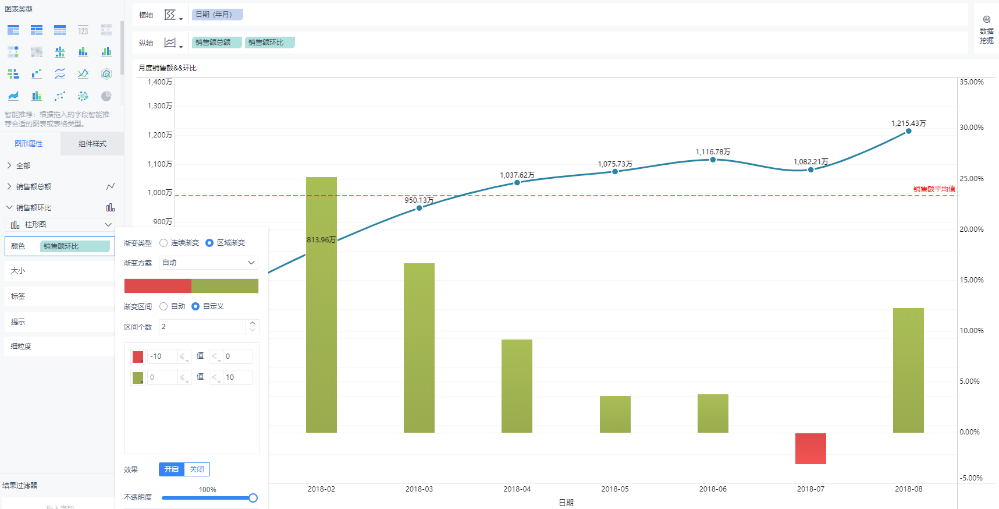 图表类型
123
智能推荐：根据拖入的字段智能推
荐合适的图表或表格类型。
图形属性
组件样式
全部
销售额总额
销售额环比
柱形图
颜色
销售额环比
大小
标签
提示
细粒度
结果过滤器
拖入字段
渐变类型
连续渐变
区域渐变
渐变方案
自动
渐变区间
自动
自定义
区间个数
2
-10 ≤ 值 < 0
0 ≤ 值 < 10
效果
开启
关闭
100%
不透明度
横轴
日期（年月）
纵轴
销售额总额
销售额环比
数据
挖掘
月度销售额&&环比
1,400万
1,300万
1,200万
1,100万
1,000万
900万
35.00%
30.00%
25.00%
20.00%
15.00%
10.00%
5.00%
0.00%
-5.00%
销售额平均值
813.96万
950.13万
1,037.62万
1,075.73万
1,116.78万
1,082.21万
1,215.43万
2018-02
2018-03
2018-04
2018-05
2018-06
2018-07
2018-08
日期